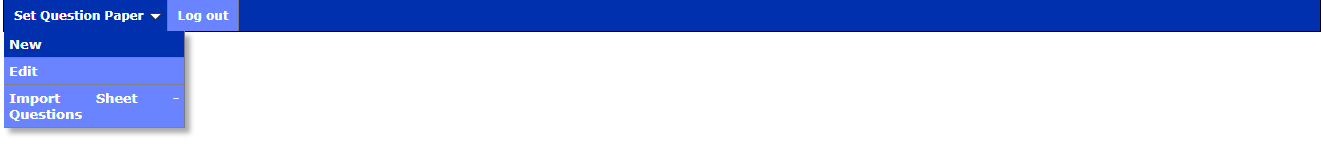 Set Question Paper Log out
New
Edit
Import Sheet -
Questions